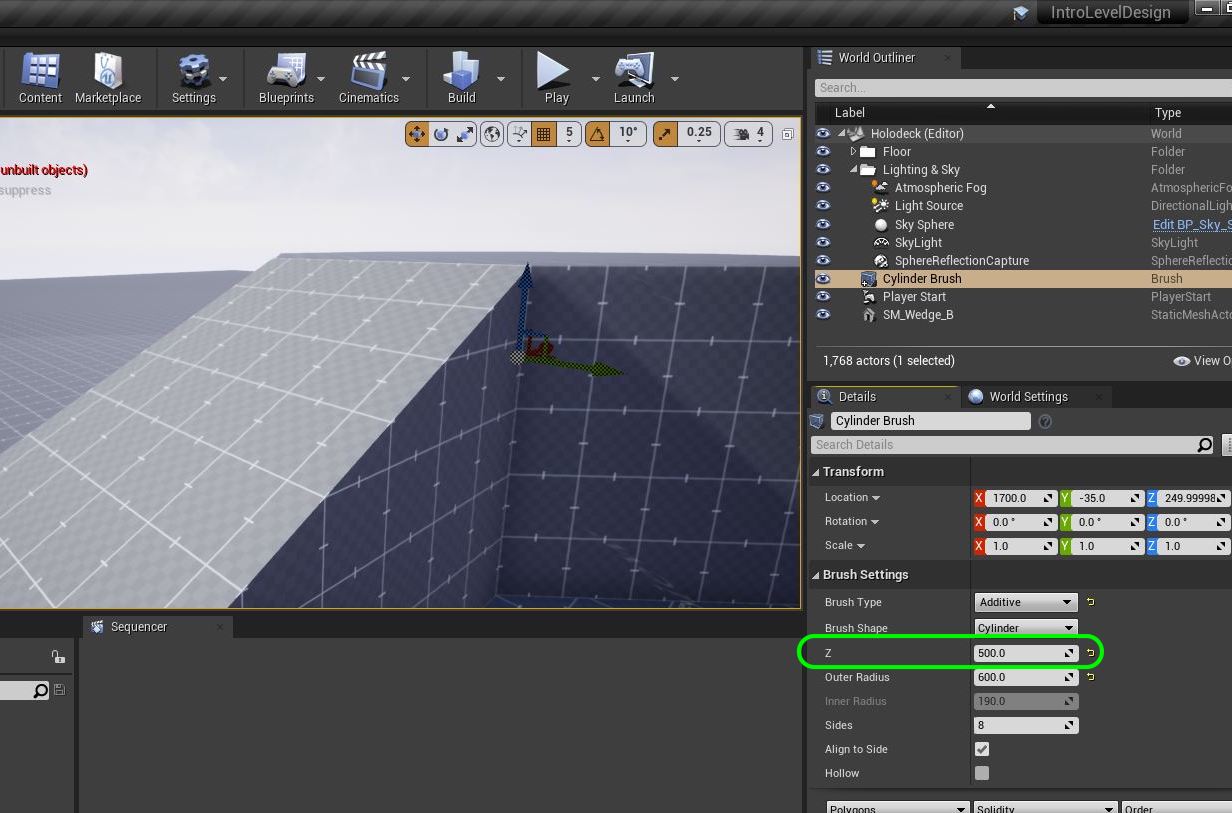 IntroLevelDesign
Content
Marketplace
Settings
Blueprints
Cinematics
Build
Play
Launch
unbuilt objects)
suppress
5
10°
0.25
4
World Outliner
Search...
Label
Type
Holodeck (Editor)
World
Floor
Folder
Lighting & Sky
Folder
Atmospheric Fog
AtmosphericFo
Light Source
DirectionalLigh
Sky Sphere
Edit BP_Sky_S
SkyLight
SkyLight
SphereReflectionCapture
SphereReflectic
Cylinder Brush
Brush
Player Start
PlayerStart
SM_Wedge_B
StaticMeshActo
1,768 actors (1 selected)
View O
Details
World Settings
Cylinder Brush
Search Details
Transform
Location
X 1700.0
Y -35.0
Z 249.99998
Rotation
X 0.0 °
Y 0.0 °
Z 0.0 °
Scale
X 1.0
Y 1.0
Z 1.0
Brush Settings
Brush Type
Additive
Brush Shape
Cylinder
Z
500.0
Outer Radius
600.0
Inner Radius
190.0
Sides
8
Align to Side
Hollow
Polygons
Solidity
Order
Sequencer